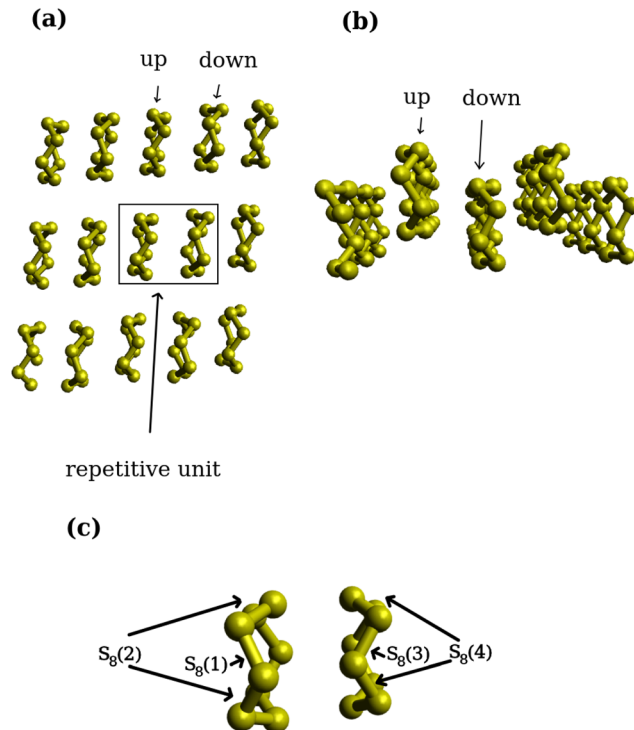 (a)
up down
repetitive unit
(b)
up down
(c)
S₈(2) S₈(1) S₈(3) S₈(4)